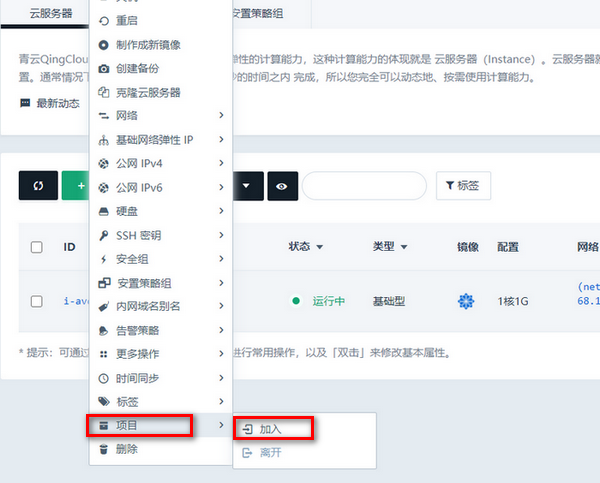 云服务器
安置策略组
重启
制作成新镜像
创建备份
克隆云服务器
网络
基础网络弹性 IP
公网 IPv4
公网 IPv6
硬盘
SSH 密钥
安全组
安置策略组
内网域名别名
告警策略
更多操作
时间同步
标签
项目
删除
加入
离开
青云QingClou
弹性的计算能力，这种计算能力的体现就是 云服务器（Instance）。云服务器就
置。通常情况下
的时间之内 完成，所以您完全可以动态地、按需使用计算能力。
最新动态
标签
ID
状态
类型
镜像
配置
网络
i-av
运行中
基础型
1核1G
(net
68.1
* 提示：可通过
进行常用操作，以及「双击」来修改基本属性。